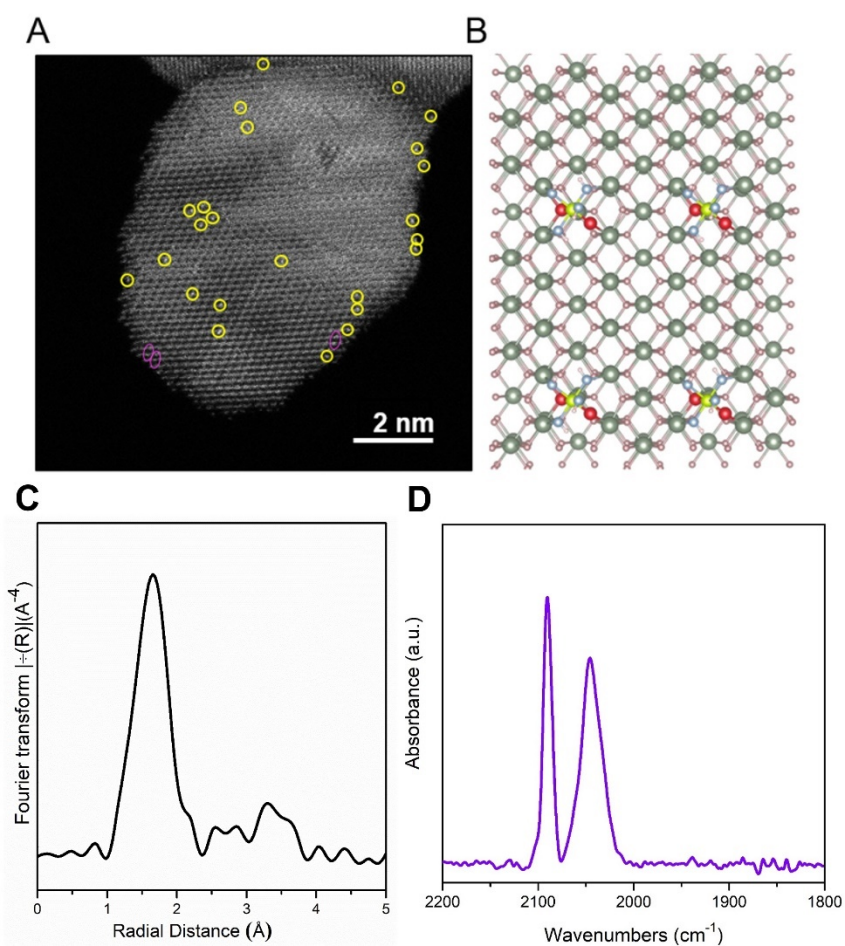 A
B
2 nm
C
D
Fourier transform |÷(R)|(A⁻⁴)
0 1 2 3 4 5
Radial Distance (Å)
Absorbance (a.u.)
2200 2100 2000 1900 1800
Wavenumbers (cm⁻¹)